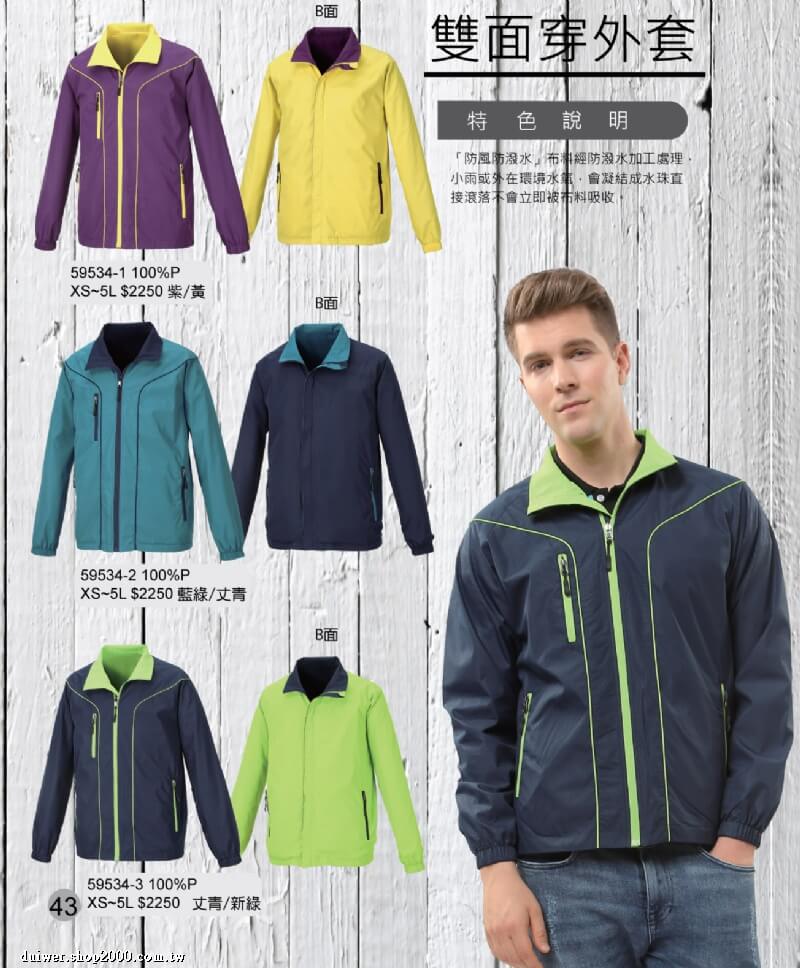 雙面穿外套
特色說明
「防風防潑水」布料經防潑水加工處理，
小雨或外在環境水氣，會凝結成水珠直
接滾落不會立即被布料吸收。
B面
59534-1 100%P
XS~5L $2250 紫/黃
B面
59534-2 100%P
XS~5L $2250 藍綠/丈青
B面
59534-3 100%P
XS~5L $2250 丈青/新綠
43
duiwer.shop2000.com.tw